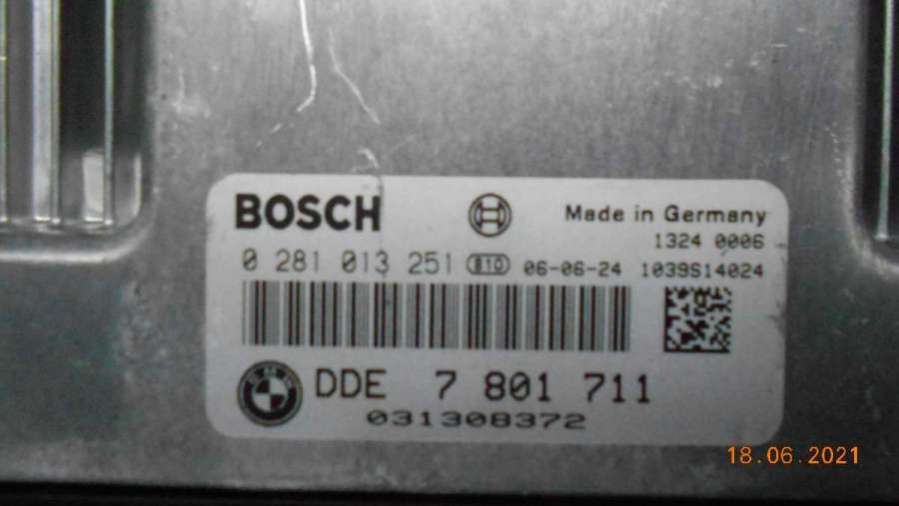 BOSCH
Made in Germany
1324 0006
0 281 013 251 810 06-06-24 1039S14024
DDE 7 801 711
031308372
18.06.2021